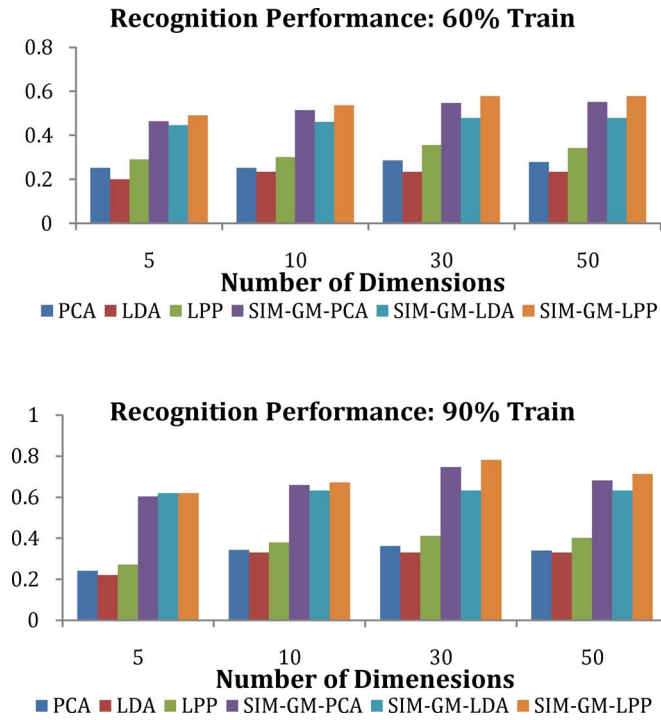 Recognition Performance: 60% Train
0.8
0.6
0.4
0.2
0
5 10 30 50
Number of Dimensions
PCA LDA LPP SIM-GM-PCA SIM-GM-LDA SIM-GM-LPP
Recognition Performance: 90% Train
1
0.8
0.6
0.4
0.2
0
5 10 30 50
Number of Dimenesions
PCA LDA LPP SIM-GM-PCA SIM-GM-LDA SIM-GM-LPP